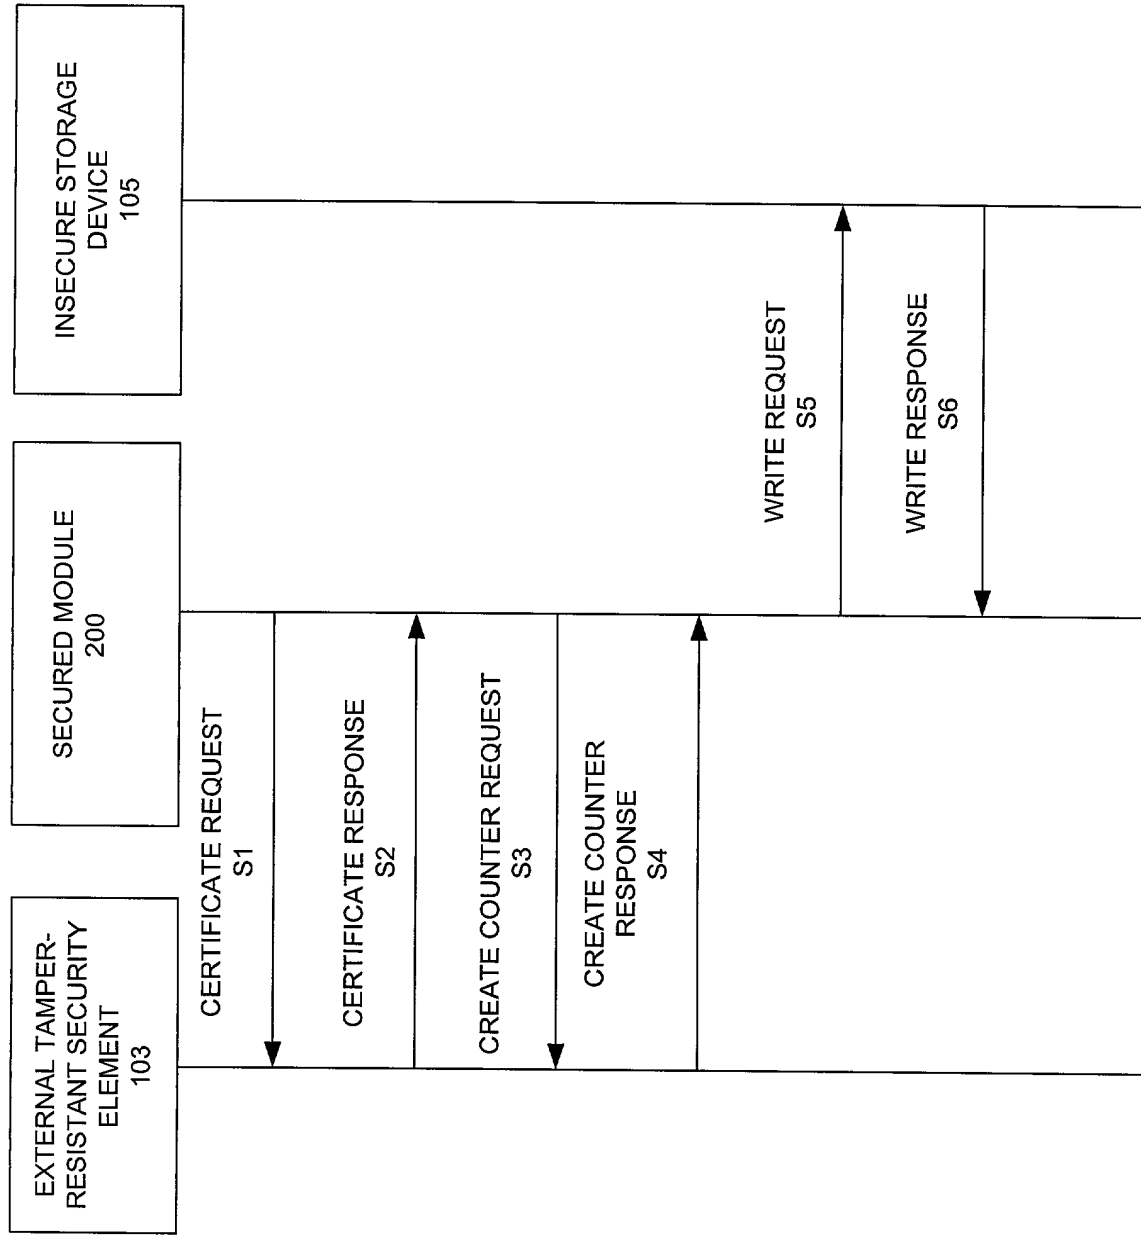 EXTERNAL TAMPER-
RESISTANT SECURITY
ELEMENT
103
SECURED MODULE
200
INSECURE STORAGE
DEVICE
105
CERTIFICATE REQUEST
S1
CERTIFICATE RESPONSE
S2
CREATE COUNTER REQUEST
S3
CREATE COUNTER
RESPONSE
S4
WRITE REQUEST
S5
WRITE RESPONSE
S6